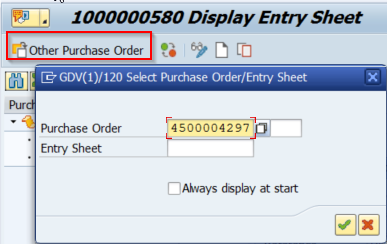 1000000580 Display Entry Sheet
Other Purchase Order
GDV(1)/120 Select Purchase Order/Entry Sheet
Purch
Purchase Order 4500004297
Entry Sheet
Always display at start